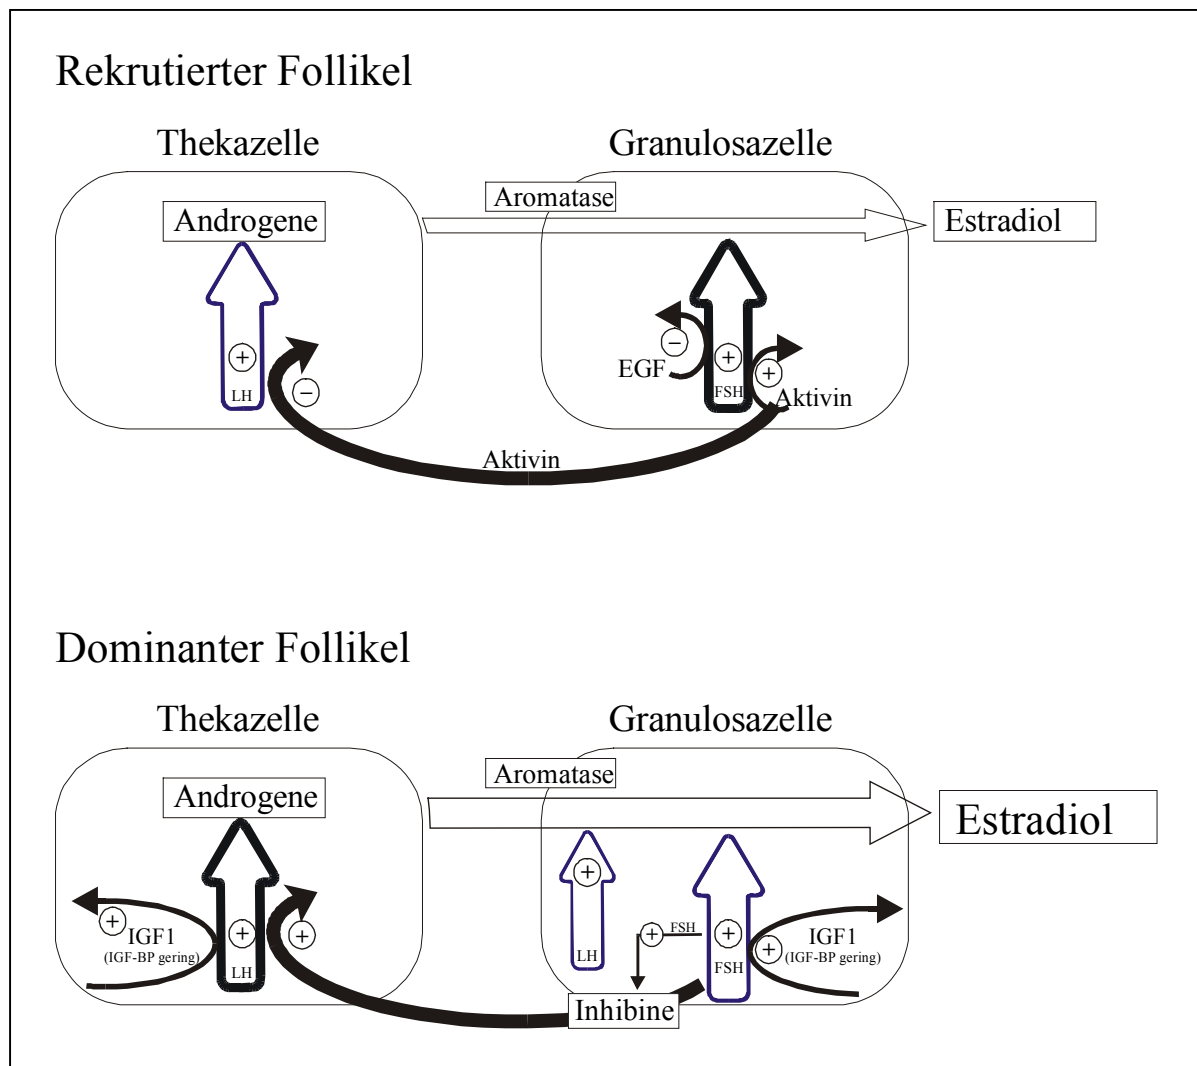 Rekrutierter Follikel
Thekazelle
Granulosazelle
Aromatase
Androgene
Estradiol
+
LH
−
−
EGF
+
FSH
+
Aktivin
Aktivin
Dominanter Follikel
Thekazelle
Granulosazelle
Aromatase
Androgene
Estradiol
+
IGF1
(IGF-BP gering)
+
LH
+
+
LH
+
FSH
+
FSH
+
IGF1
(IGF-BP gering)
Inhibine